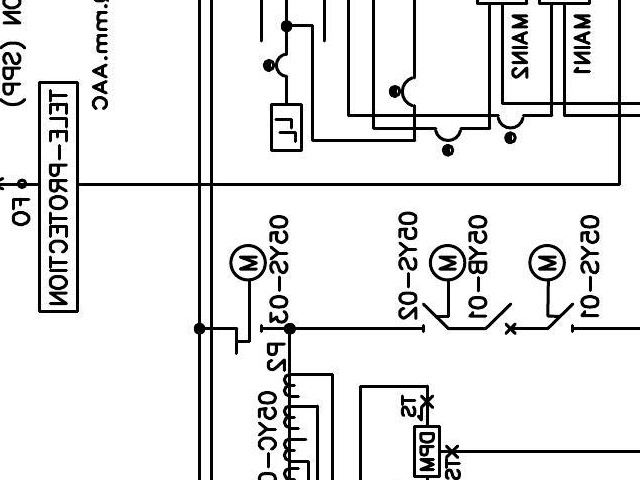 ON (SPP)
0.mm.AAC
TELE-PROTECTION
FO
LL
MAIN2
MAIN1
M
05YS-03
05YS-02
M
05YB-01
M
05YS-01
P2
05YC-0
TS
DPM
TS